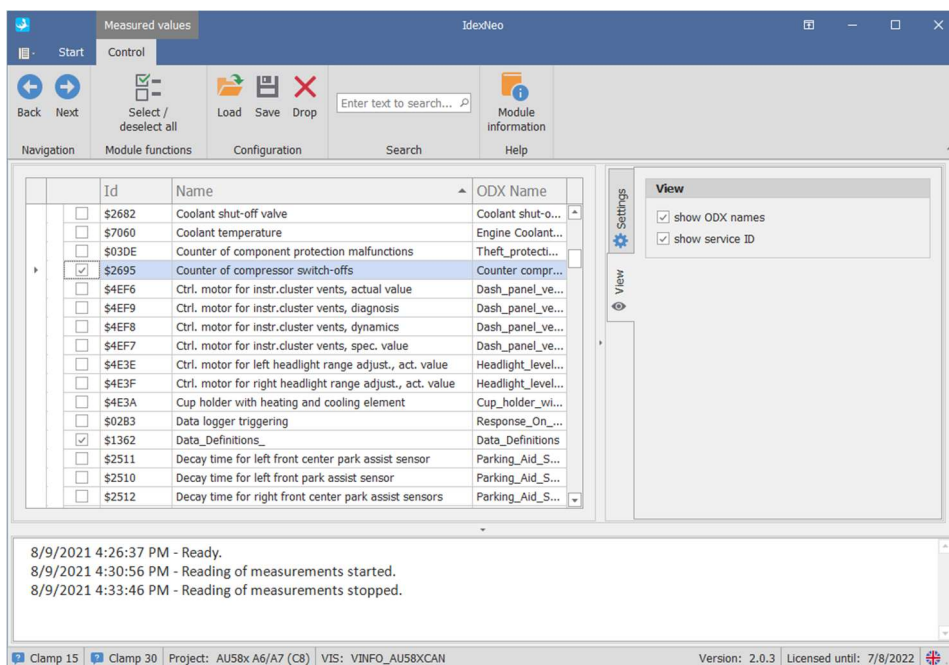 Measured values
IdexNeo
Start
Control
Back
Next
Select /
deselect all
Load
Save
Drop
Enter text to search...
Module
information
Navigation
Module functions
Configuration
Search
Help
Id Name ODX Name
$2682 Coolant shut-off valve Coolant shut-o...
$7060 Coolant temperature Engine Coolant...
$03DE Counter of component protection malfunctions Theft_protecti...
$2695 Counter of compressor switch-offs Counter compr...
$4EF6 Ctrl. motor for instr.cluster vents, actual value Dash_panel_ve...
$4EF9 Ctrl. motor for instr.cluster vents, diagnosis Dash_panel_ve...
$4EF8 Ctrl. motor for instr.cluster vents, dynamics Dash_panel_ve...
$4EF7 Ctrl. motor for instr.cluster vents, spec. value Dash_panel_ve...
$4E3E Ctrl. motor for left headlight range adjust., act. value Headlight_level...
$4E3F Ctrl. motor for right headlight range adjust., act. value Headlight_level...
$4E3A Cup holder with heating and cooling element Cup_holder_wi...
$02B3 Data logger triggering Response_On_...
$1362 Data_Definitions_ Data_Definitions
$2511 Decay time for left front center park assist sensor Parking_Aid_S...
$2510 Decay time for left front park assist sensor Parking_Aid_S...
$2512 Decay time for right front center park assist sensors Parking_Aid_S...
Settings
View
View
show ODX names
show service ID
8/9/2021 4:26:37 PM - Ready.
8/9/2021 4:30:56 PM - Reading of measurements started.
8/9/2021 4:33:46 PM - Reading of measurements stopped.
Clamp 15 Clamp 30 Project: AU58x A6/A7 (C8) VIS: VINFO_AU58XCAN Version: 2.0.3 Licensed until: 7/8/2022